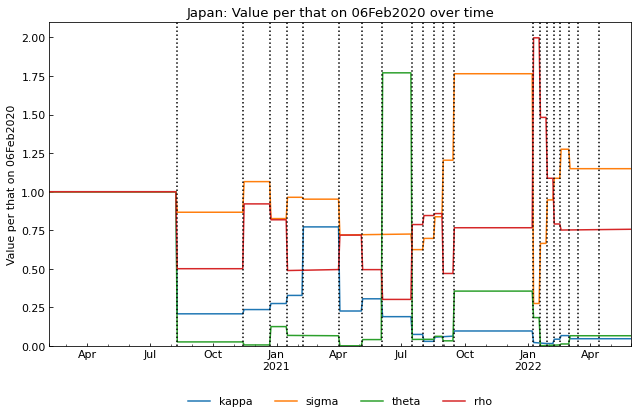 Japan: Value per that on 06Feb2020 over time
Value per that on 06Feb2020
2.00
1.75
1.50
1.25
1.00
0.75
0.50
0.25
0.00
Apr Jul Oct Jan Apr Jul Oct Jan Apr
2021 2022
kappa sigma theta rho